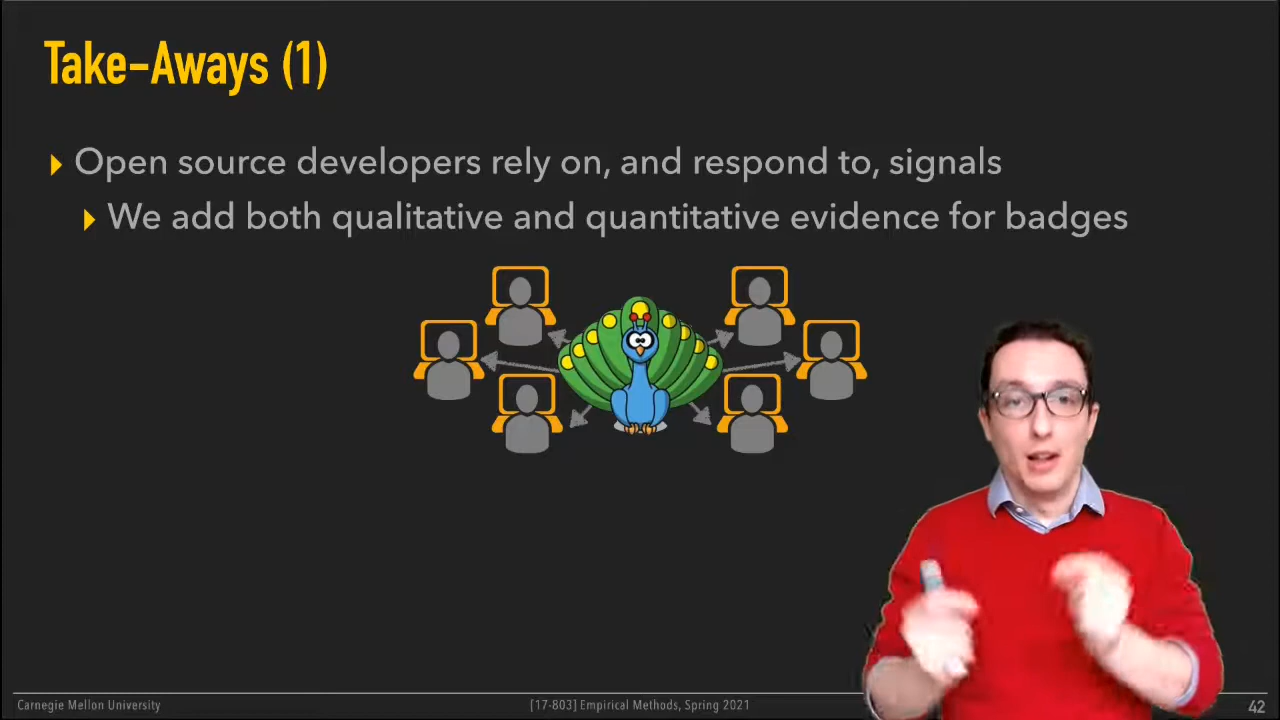 Take-Aways (1)
Open source developers rely on, and respond to, signals
We add both qualitative and quantitative evidence for badges
Carnegie Mellon University
[17-803] Empirical Methods, Spring 2021
42